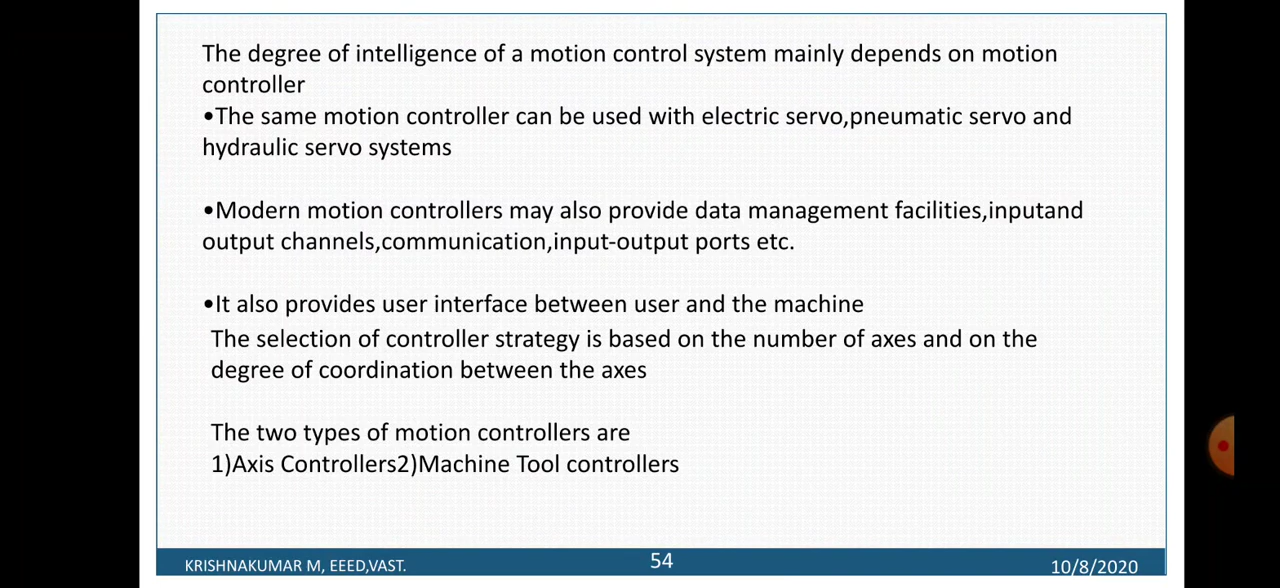 The degree of intelligence of a motion control system mainly depends on motion
controller
•The same motion controller can be used with electric servo,pneumatic servo and
hydraulic servo systems
•Modern motion controllers may also provide data management facilities,inputand
output channels,communication,input-output ports etc.
•It also provides user interface between user and the machine
The selection of controller strategy is based on the number of axes and on the
degree of coordination between the axes
The two types of motion controllers are
1)Axis Controllers2)Machine Tool controllers
KRISHNAKUMAR M, EEED,VAST.
54
10/8/2020